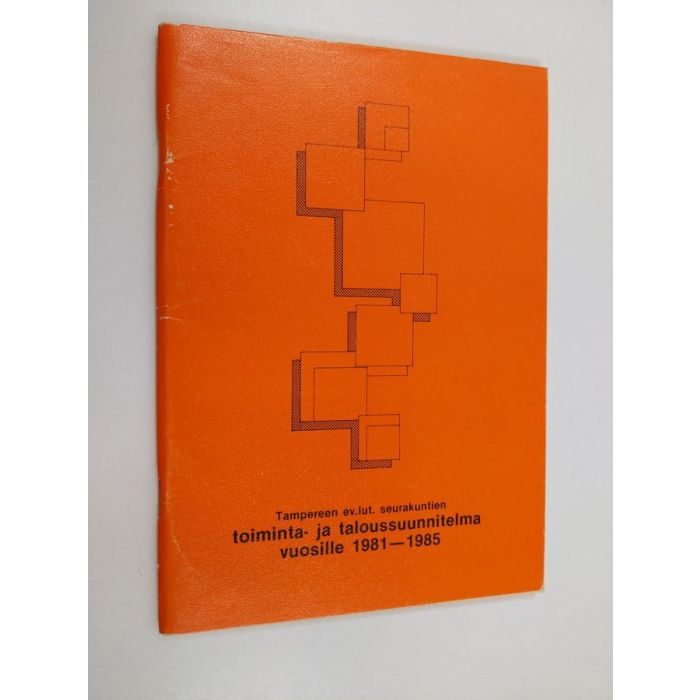 Tampereen ev.lut. seurakuntien
toiminta- ja taloussuunnitelma
vuosille 1981—1985